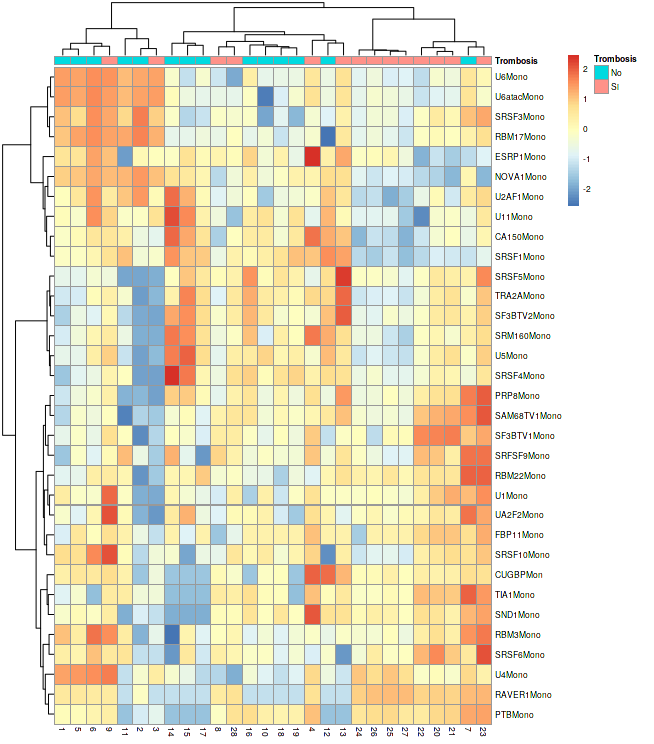 Trombosis
U6Mono
U6atacMono
SRSF3Mono
RBM17Mono
ESRP1Mono
NOVA1Mono
U2AF1Mono
U11Mono
CA150Mono
SRSF1Mono
SRSF5Mono
TRA2AMono
SF3BTV2Mono
SRM160Mono
U5Mono
SRSF4Mono
PRP8Mono
SAM68TV1Mono
SF3BTV1Mono
SRFSF9Mono
RBM22Mono
U1Mono
UA2F2Mono
FBP11Mono
SRSF10Mono
CUGBPMon
TIA1Mono
SND1Mono
RBM3Mono
SRSF6Mono
U4Mono
RAVER1Mono
PTBMono
1 5 6 9 11 2 3 14 15 17 8 28 16 10 18 19 4 12 13 24 26 25 27 22 20 21 7 23
2
1
0
-1
-2
Trombosis
No
SI